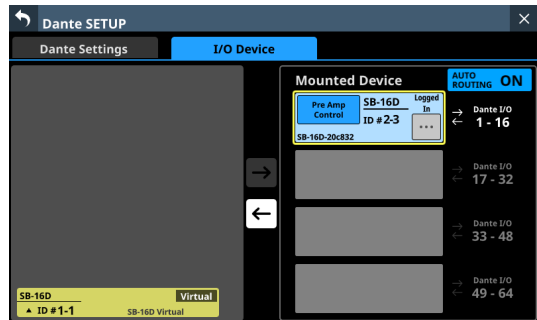 Dante SETUP
Dante Settings
I/O Device
Mounted Device
AUTO ROUTING ON
Pre Amp Control
SB-16D
ID #2-3
Logged In
...
SB-16D-20c832
Dante I/O
1 - 16
Dante I/O
17 - 32
Dante I/O
33 - 48
Dante I/O
49 - 64
SB-16D
Virtual
ID #1-1
SB-16D Virtual